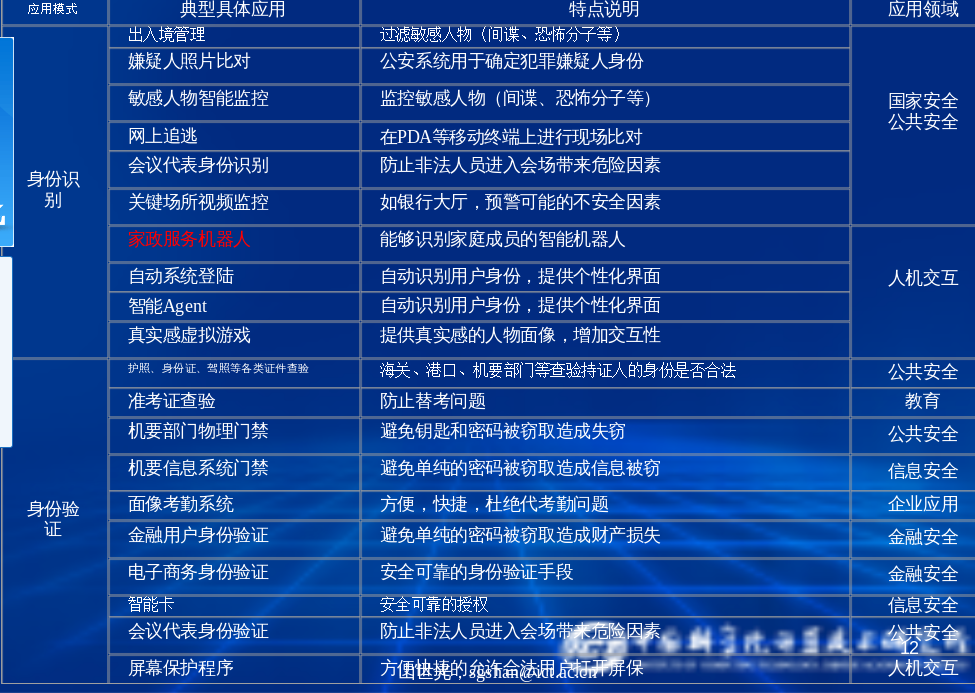 应用模式 典型具体应用 特点说明 应用领域
出入境管理 过滤敏感人物（间谍、恐怖分子等）
嫌疑人照片比对 公安系统用于确定犯罪嫌疑人身份
敏感人物智能监控 监控敏感人物（间谍、恐怖分子等）
国家安全
公共安全
网上追逃 在PDA等移动终端上进行现场比对
会议代表身份识别 防止非法人员进入会场带来危险因素
身份识
别
关键场所视频监控 如银行大厅，预警可能的不安全因素
家政服务机器人 能够识别家庭成员的智能机器人
自动系统登陆 自动识别用户身份，提供个性化界面
人机交互
智能Agent 自动识别用户身份，提供个性化界面
真实感虚拟游戏 提供真实感的人物面像，增加交互性
护照、身份证、驾照等各类证件查验 海关、港口、机要部门等查验持证人的身份是否合法 公共安全
准考证查验 防止替考问题 教育
机要部门物理门禁 避免钥匙和密码被窃取造成失窃 公共安全
机要信息系统门禁 避免单纯的密码被窃取造成信息被窃 信息安全
面像考勤系统 方便，快捷，杜绝代考勤问题 企业应用
身份验
证
金融用户身份验证 避免单纯的密码被窃取造成财产损失 金融安全
电子商务身份验证 安全可靠的身份验证手段 金融安全
智能卡 安全可靠的授权 信息安全
会议代表身份验证 防止非法人员进入会场带来危险因素 公共安全
12
屏幕保护程序 方便快捷的允许合法用户打开屏保 人机交互